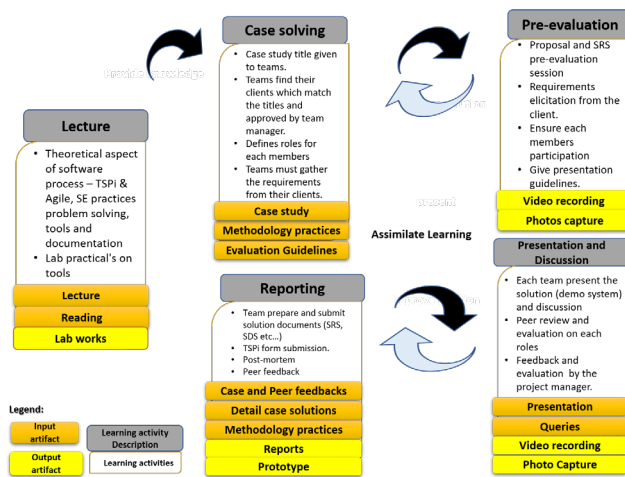 Case solving
• Case study title given
to teams.
• Teams find their
clients which match
the titles and
approved by team
manager.
• Defines roles for
each members
• Teams must gather
the requirements
from their clients.
Case study
Methodology practices
Evaluation Guidelines
Pre-evaluation
• Proposal and SRS
pre-evaluation
session
• Requirements
elicitation from the
client.
• Ensure each
members
participation
• Give presentation
guidelines.
Video recording
Photos capture
Provide knowledge
Lecture
• Theoretical aspect
of software
process – TSPi &
Agile, SE practices
problem solving,
tools and
documentation
• Lab practical's on
tools
Lecture
Reading
Lab works
present
Assimilate Learning
Reporting
• Team prepare and submit
solution documents (SRS,
SDS etc...)
• TSPi form submission.
• Post-mortem
• Peer feedback
Case and Peer feedbacks
Detail case solutions
Methodology practices
Reports
Prototype
Presentation and
Discussion
• Each team present the
solution (demo system)
and discussion
• Peer review and
evaluation on each
roles
• Feedback and
evaluation by the
project manager.
Presentation
Queries
Video recording
Photo Capture
Legend:
Input
artifact
Learning activity
Description
Output
artifact
Learning activities